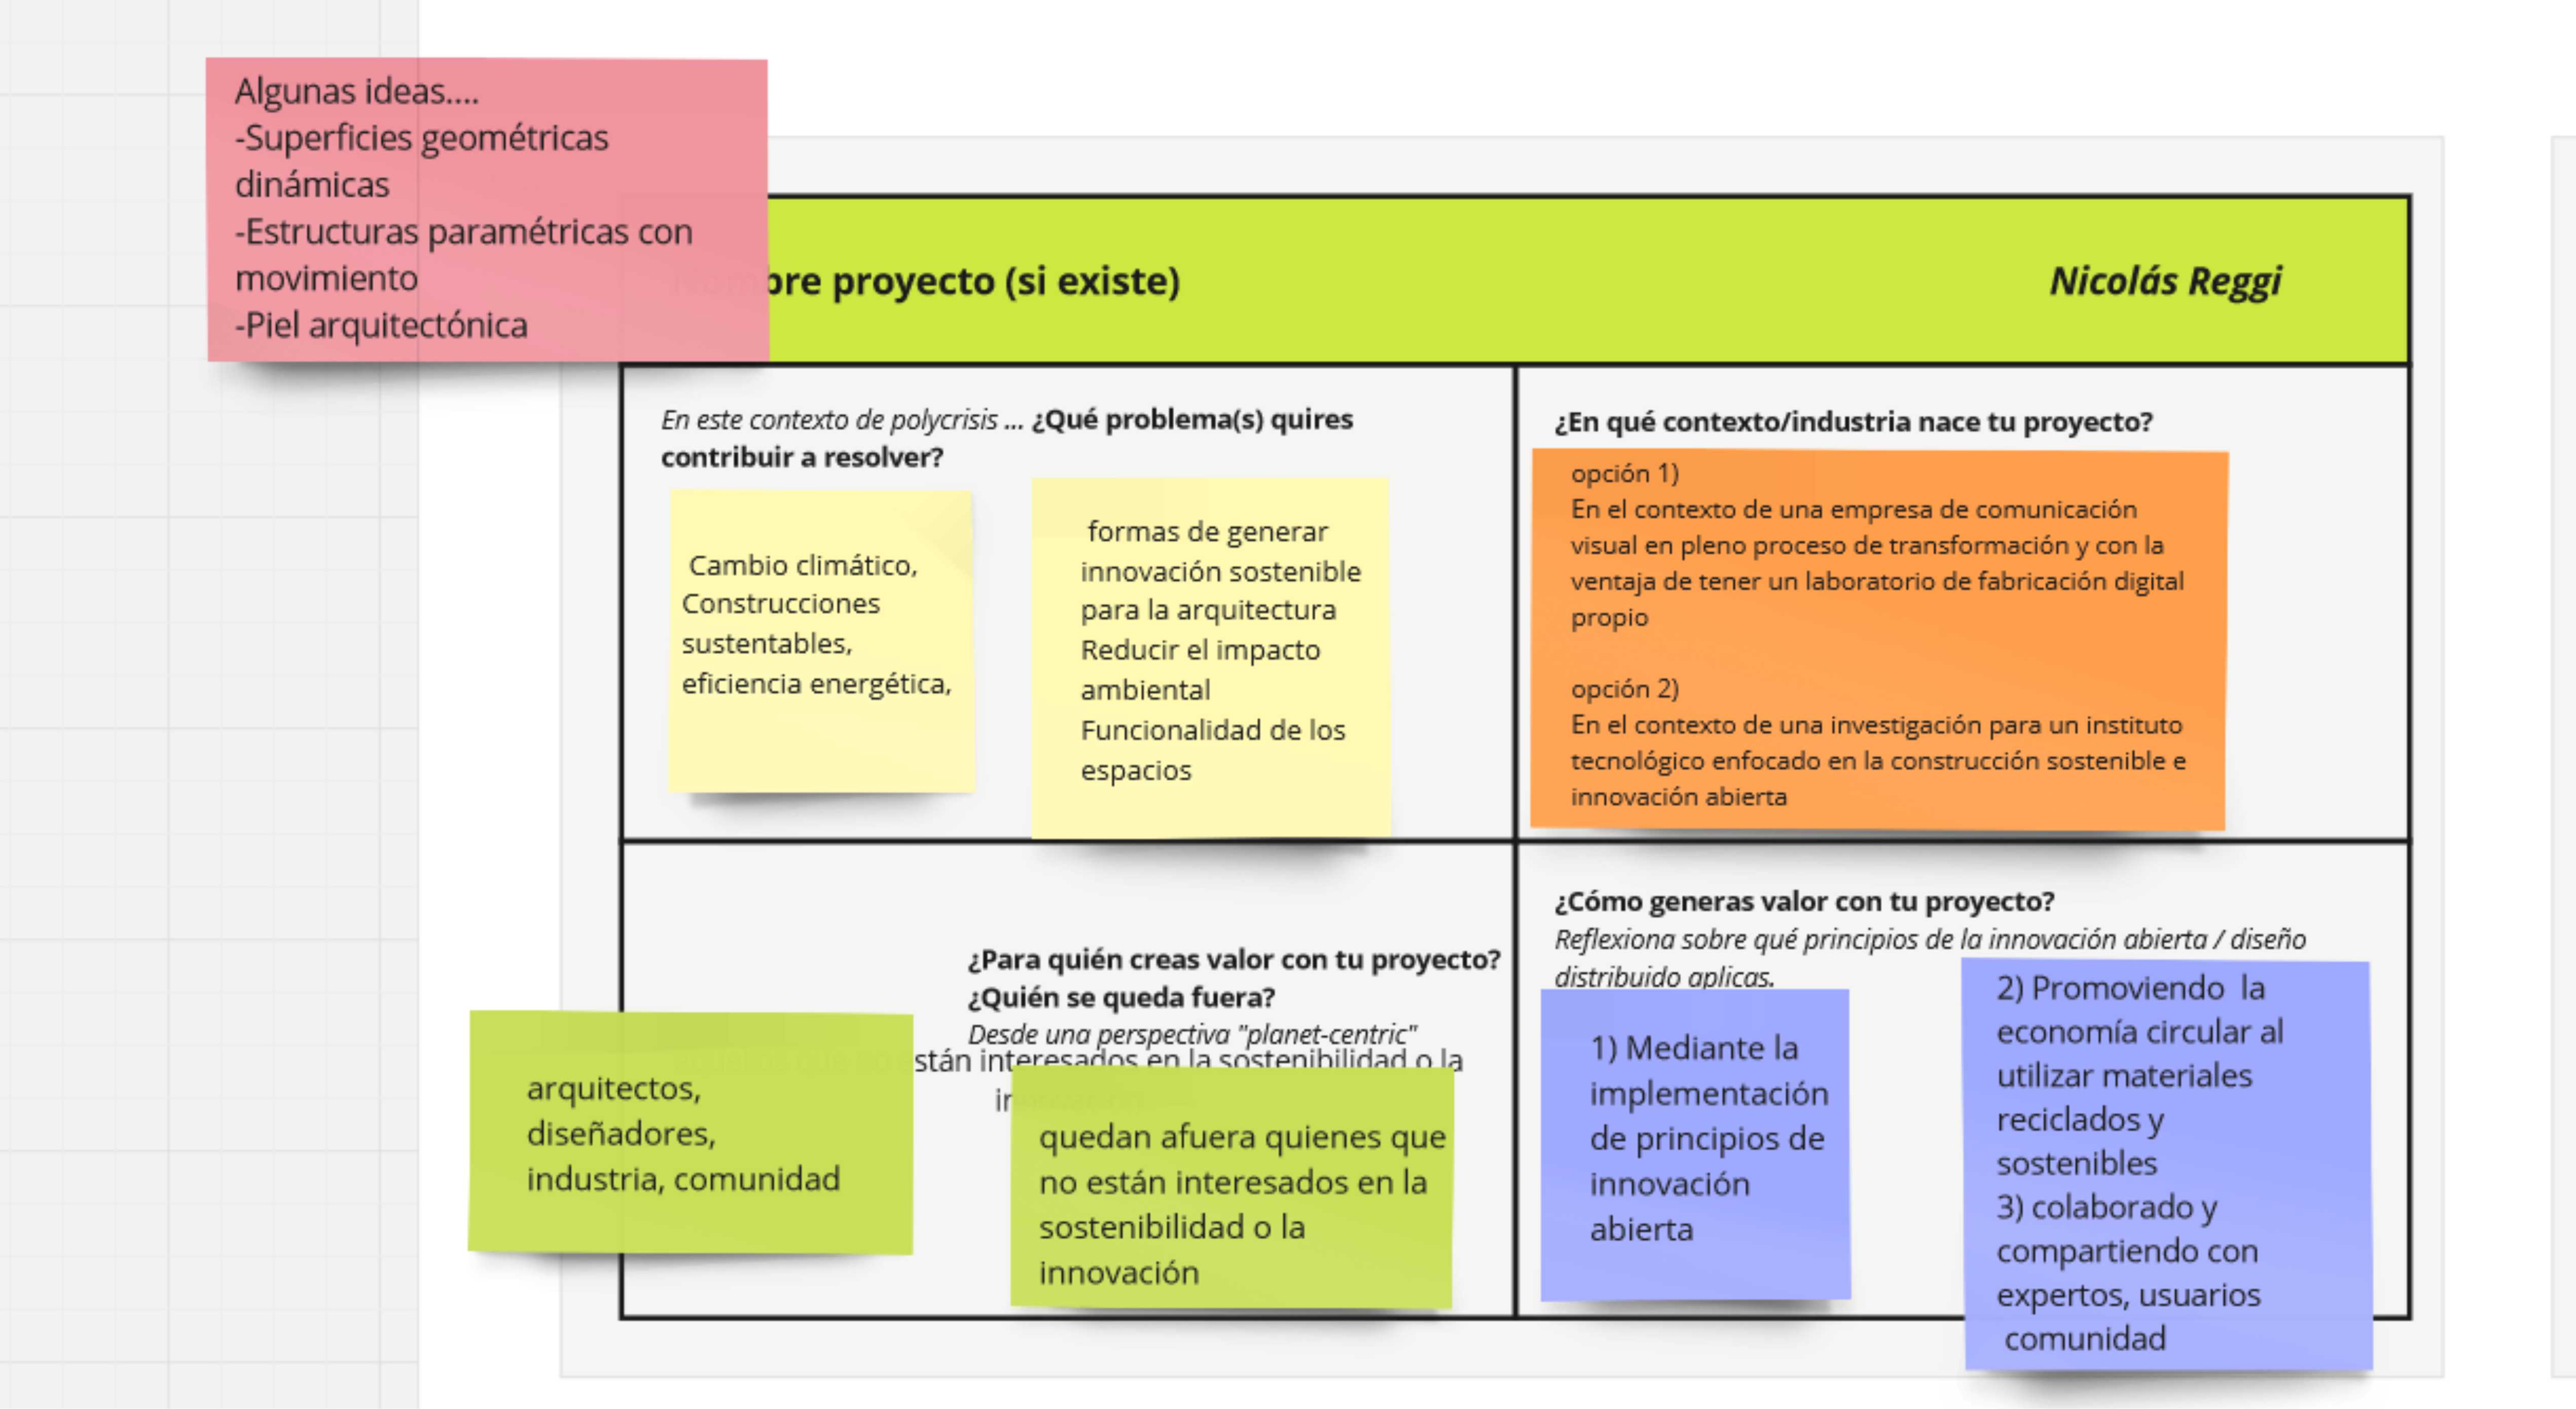 Algunas ideas....
-Superficies geométricas
dinámicas
-Estructuras paramétricas con
movimiento
-Piel arquitectónica
bre proyecto (si existe)
Nicolás Reggi
En este contexto de polycrisis ... ¿Qué problema(s) quires
contribuir a resolver?
Cambio climático,
Construcciones
sustentables,
eficiencia energética,
formas de generar
innovación sostenible
para la arquitectura
Reducir el impacto
ambiental
Funcionalidad de los
espacios
¿En qué contexto/industria nace tu proyecto?
opción 1)
En el contexto de una empresa de comunicación
visual en pleno proceso de transformación y con la
ventaja de tener un laboratorio de fabricación digital
propio
opción 2)
En el contexto de una investigación para un instituto
tecnológico enfocado en la construcción sostenible e
innovación abierta
¿Para quién creas valor con tu proyecto?
¿Quién se queda fuera?
Desde una perspectiva "planet-centric"
stán interesados en la sostenibilidad o la
arquitectos,
diseñadores,
industria, comunidad
quedan afuera quienes que
no están interesados en la
sostenibilidad o la
innovación
¿Cómo generas valor con tu proyecto?
Reflexiona sobre qué principios de la innovación abierta / diseño
distribuido aplicas.
1) Mediante la
implementación
de principios de
innovación
abierta
2) Promoviendo  la
economía circular al
utilizar materiales
reciclados y
sostenibles
3) colaborado y
compartiendo con
expertos, usuarios
comunidad